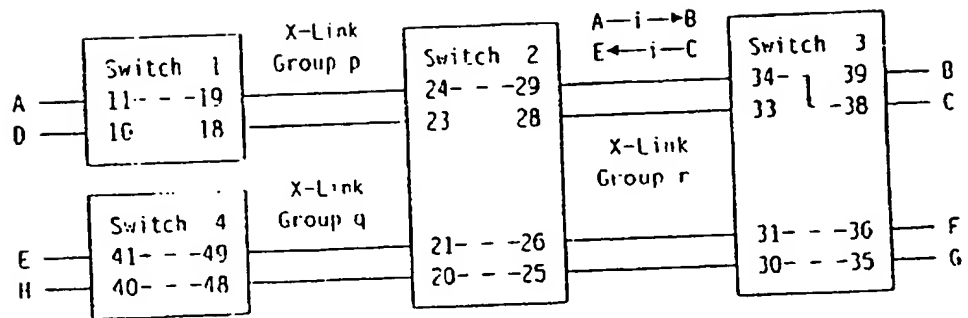 X-Link
Group p
A—i→B
E←i—C
Switch 1
11- - -19
10 18
Switch 2
24- - -29
23 28
Switch 3
34- 39
33 -38
A
D
B
C
X-Link
Group r
X-Link
Group q
Switch 4
41- - -49
40- - -48
21- - -26
20- - -25
31- - -36
30- - -35
E
H
F
G